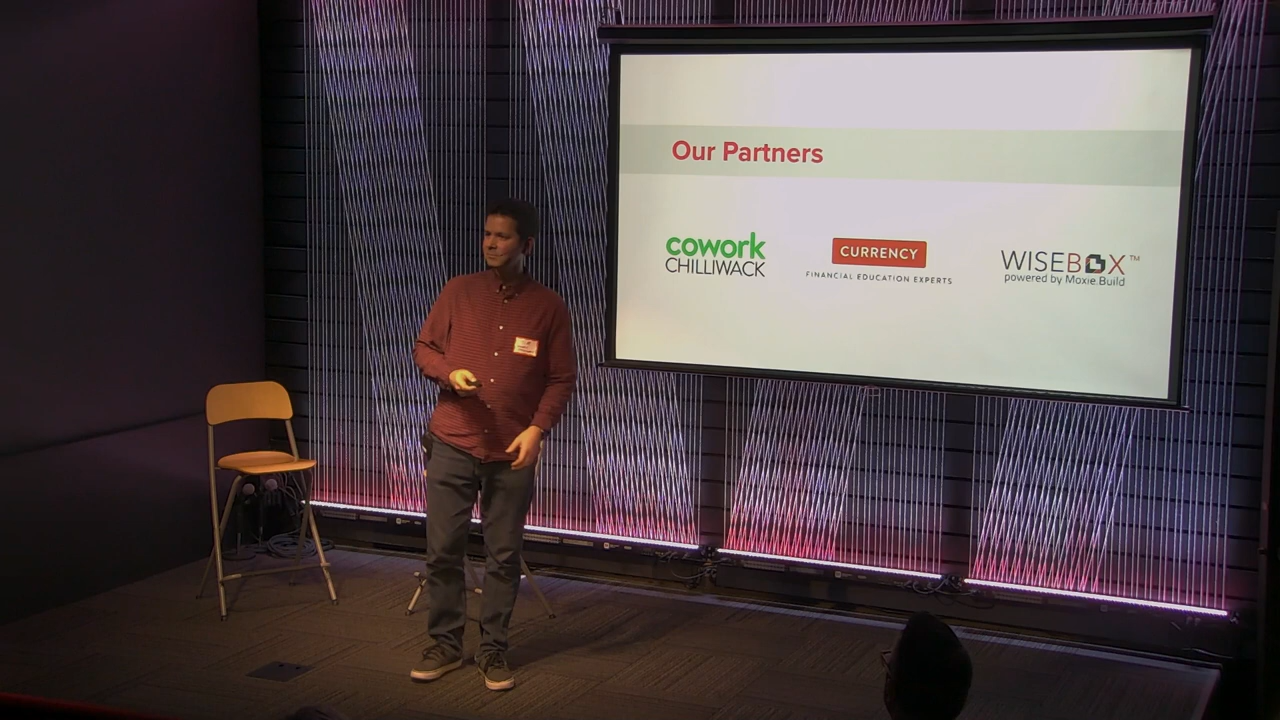 Our Partners
cowork
CHILLIWACK
CURRENCY
FINANCIAL EDUCATION EXPERTS
WISEBOX™
powered by Moxie.Build